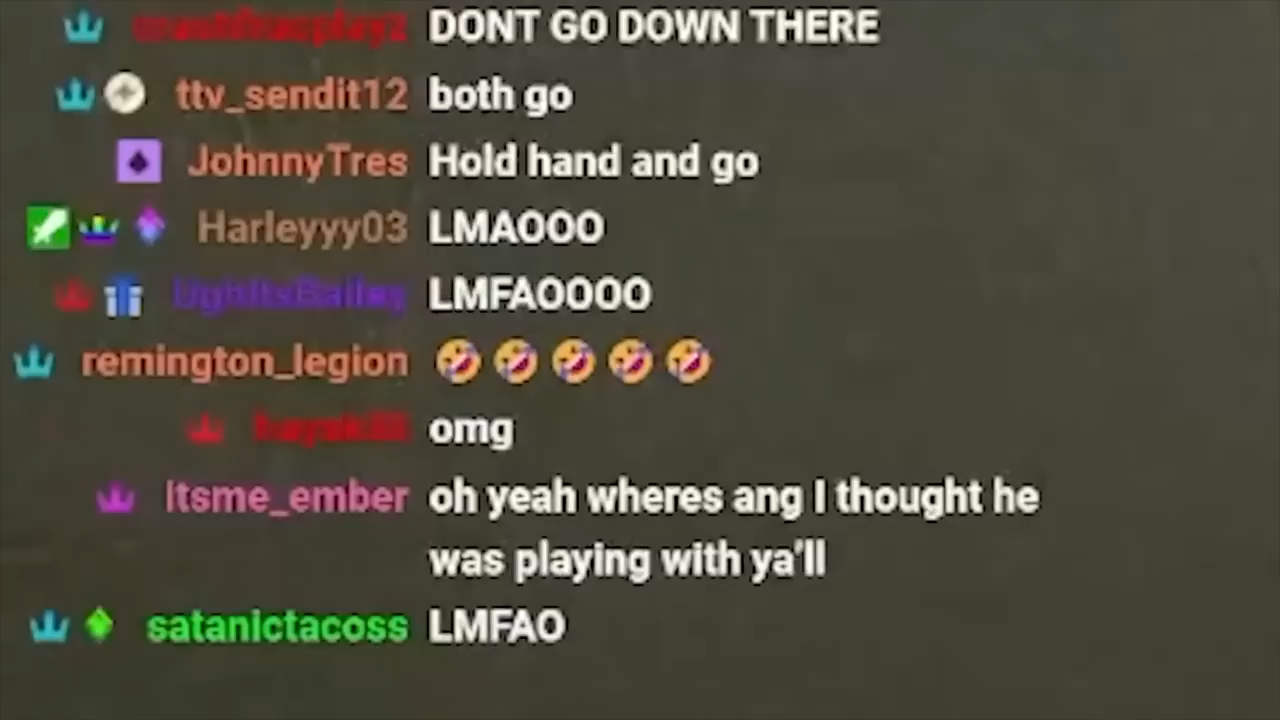 DONT GO DOWN THERE
ttv_sendit12 both go
JohnnyTres Hold hand and go
Harleyyy03 LMAOOO
UghItsBailey LMFAOOOO
remington_legion 🤣 🤣 🤣 🤣 🤣
omg
Itsme_ember oh yeah wheres ang I thought he
was playing with ya'll
satanictacoss LMFAO